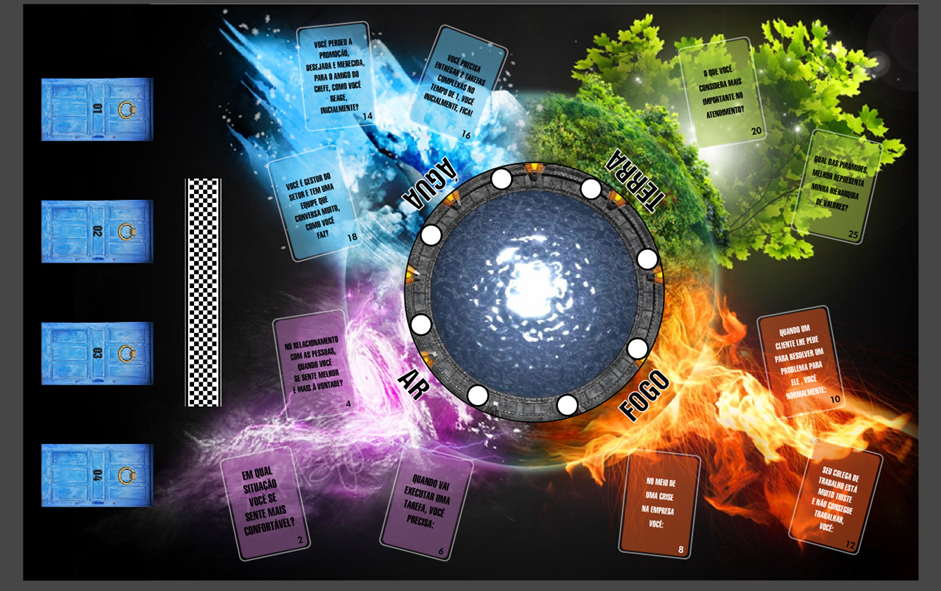 01
02
03
04
VOCÊ PERDEU A
PROMOÇÃO,
DESEJADA E MERECIDA,
PARA O AMIGO DO
CHEFE, COMO VOCÊ
REAGE,
INICIALMENTE?
14
VOCÊ PRECISA
ENTREGAR 2 TAREFAS
COMPLEXAS NO
TEMPO DE 1, VOCÊ
INICIALMENTE, FICA!
16
VOCÊ É GESTOR DO
SETOR E TEM UMA
EQUIPE QUE
CONVERSA MUITO,
COMO VOCÊ
FAZ?
18
ÁGUA
TERRA
O QUE VOCÊ
CONSIDERA MAIS
IMPORTANTE NO
ATENDIMENTO?
20
QUAL DAS PIRÂMIDES,
MELHOR REPRESENTA
MINHA HIERARQUIA
DE VALORES?
25
NO RELACIONAMENTO
COM AS PESSOAS,
QUANDO VOCÊ
SE SENTE MELHOR
E MAIS À VONTADE?
4
AR
FOGO
QUANDO UM
CLIENTE LHE PEDE
PARA RESOLVER UM
PROBLEMA PARA
ELE , VOCÊ
NORMALMENTE:
10
EM QUAL
SITUAÇÃO
VOCÊ SE
SENTE MAIS
CONFORTÁVEL?
2
QUANDO VAI
EXECUTAR UMA
TAREFA, VOCÊ
PRECISA:
6
NO MEIO DE
UMA CRISE
NA EMPRESA
VOCÊ:
8
SEU COLEGA DE
TRABALHO ESTÁ
MUITO TRISTE
E NÃO CONSEGUE
TRABALHAR,
VOCÊ:
12